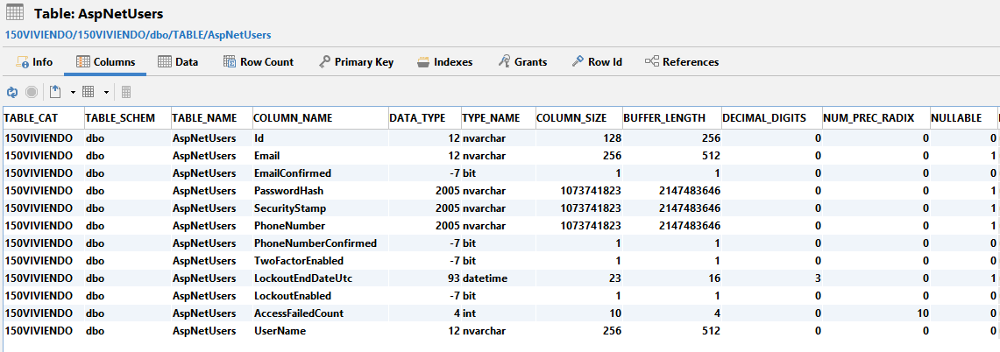 Table: AspNetUsers
150VIVIENDO/150VIVIENDO/dbo/TABLE/AspNetUsers
Info Columns Data Row Count Primary Key Indexes Grants Row Id References
TABLE_CAT TABLE_SCHEM TABLE_NAME COLUMN_NAME DATA_TYPE TYPE_NAME COLUMN_SIZE BUFFER_LENGTH DECIMAL_DIGITS NUM_PREC_RADIX NULLABLE
150VIVIENDO dbo AspNetUsers Id 12 nvarchar 128 256 0 0 0
150VIVIENDO dbo AspNetUsers Email 12 nvarchar 256 512 0 0 1
150VIVIENDO dbo AspNetUsers EmailConfirmed -7 bit 1 1 0 0 0
150VIVIENDO dbo AspNetUsers PasswordHash 2005 nvarchar 1073741823 2147483646 0 0 1
150VIVIENDO dbo AspNetUsers SecurityStamp 2005 nvarchar 1073741823 2147483646 0 0 1
150VIVIENDO dbo AspNetUsers PhoneNumber 2005 nvarchar 1073741823 2147483646 0 0 1
150VIVIENDO dbo AspNetUsers PhoneNumberConfirmed -7 bit 1 1 0 0 0
150VIVIENDO dbo AspNetUsers TwoFactorEnabled -7 bit 1 1 0 0 0
150VIVIENDO dbo AspNetUsers LockoutEndDateUtc 93 datetime 23 16 3 0 1
150VIVIENDO dbo AspNetUsers LockoutEnabled -7 bit 1 1 0 0 0
150VIVIENDO dbo AspNetUsers AccessFailedCount 4 int 10 4 0 10 0
150VIVIENDO dbo AspNetUsers UserName 12 nvarchar 256 512 0 0 0